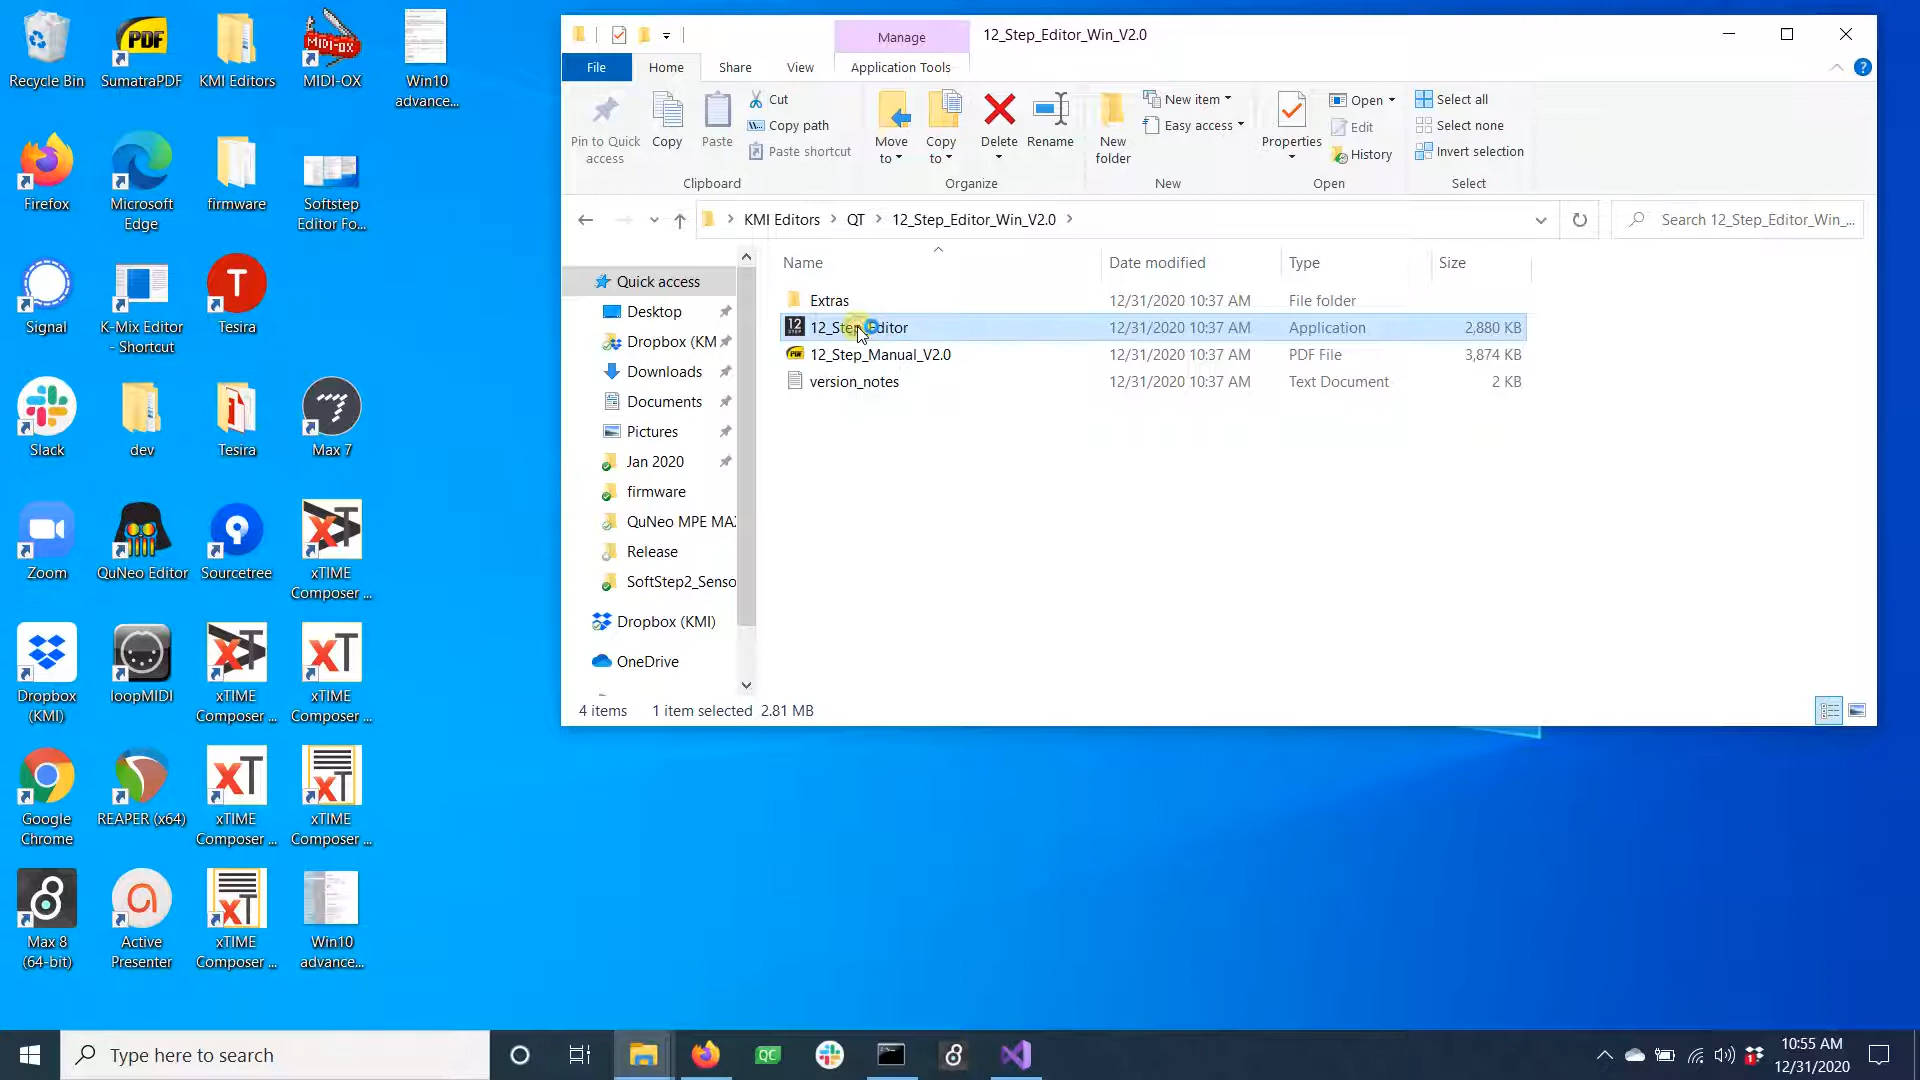 Recycle Bin
SumatraPDF
KMI Editors
MIDI-OX
Win10
advance...
Firefox
Microsoft
Edge
firmware
Softstep
Editor Fo...
Signal
K-Mix Editor
- Shortcut
Tesira
Slack
dev
Tesira
Max 7
Zoom
QuNeo Editor
Sourcetree
xTIME
Composer ...
Dropbox
(KMI)
loopMIDI
xTIME
Composer ...
xTIME
Composer ...
Google
Chrome
REAPER (x64)
xTIME
Composer ...
xTIME
Composer ...
Max 8
(64-bit)
Active
Presenter
xTIME
Composer ...
Win10
advance...
Manage
12_Step_Editor_Win_V2.0
File
Home
Share
View
Application Tools
Pin to Quick
access
Copy
Paste
Cut
Copy path
Paste shortcut
Clipboard
Move
to
Copy
to
Delete
Rename
Organize
New
folder
New item
Easy access
New
Properties
Open
Edit
History
Open
Select all
Select none
Invert selection
Select
KMI Editors
QT
12_Step_Editor_Win_V2.0
Search 12_Step_Editor_Win_...
Quick access
Desktop
Dropbox (KM
Downloads
Documents
Pictures
Jan 2020
firmware
QuNeo MPE MA
Release
SoftStep2_Senso
Dropbox (KMI)
OneDrive
Name
Date modified
Type
Size
Extras
12/31/2020 10:37 AM
File folder
12_Step_Editor
12/31/2020 10:37 AM
Application
2,880 KB
12_Step_Manual_V2.0
12/31/2020 10:37 AM
PDF File
3,874 KB
version_notes
12/31/2020 10:37 AM
Text Document
2 KB
4 items
1 item selected 2.81 MB
Type here to search
QC
10:55 AM
12/31/2020